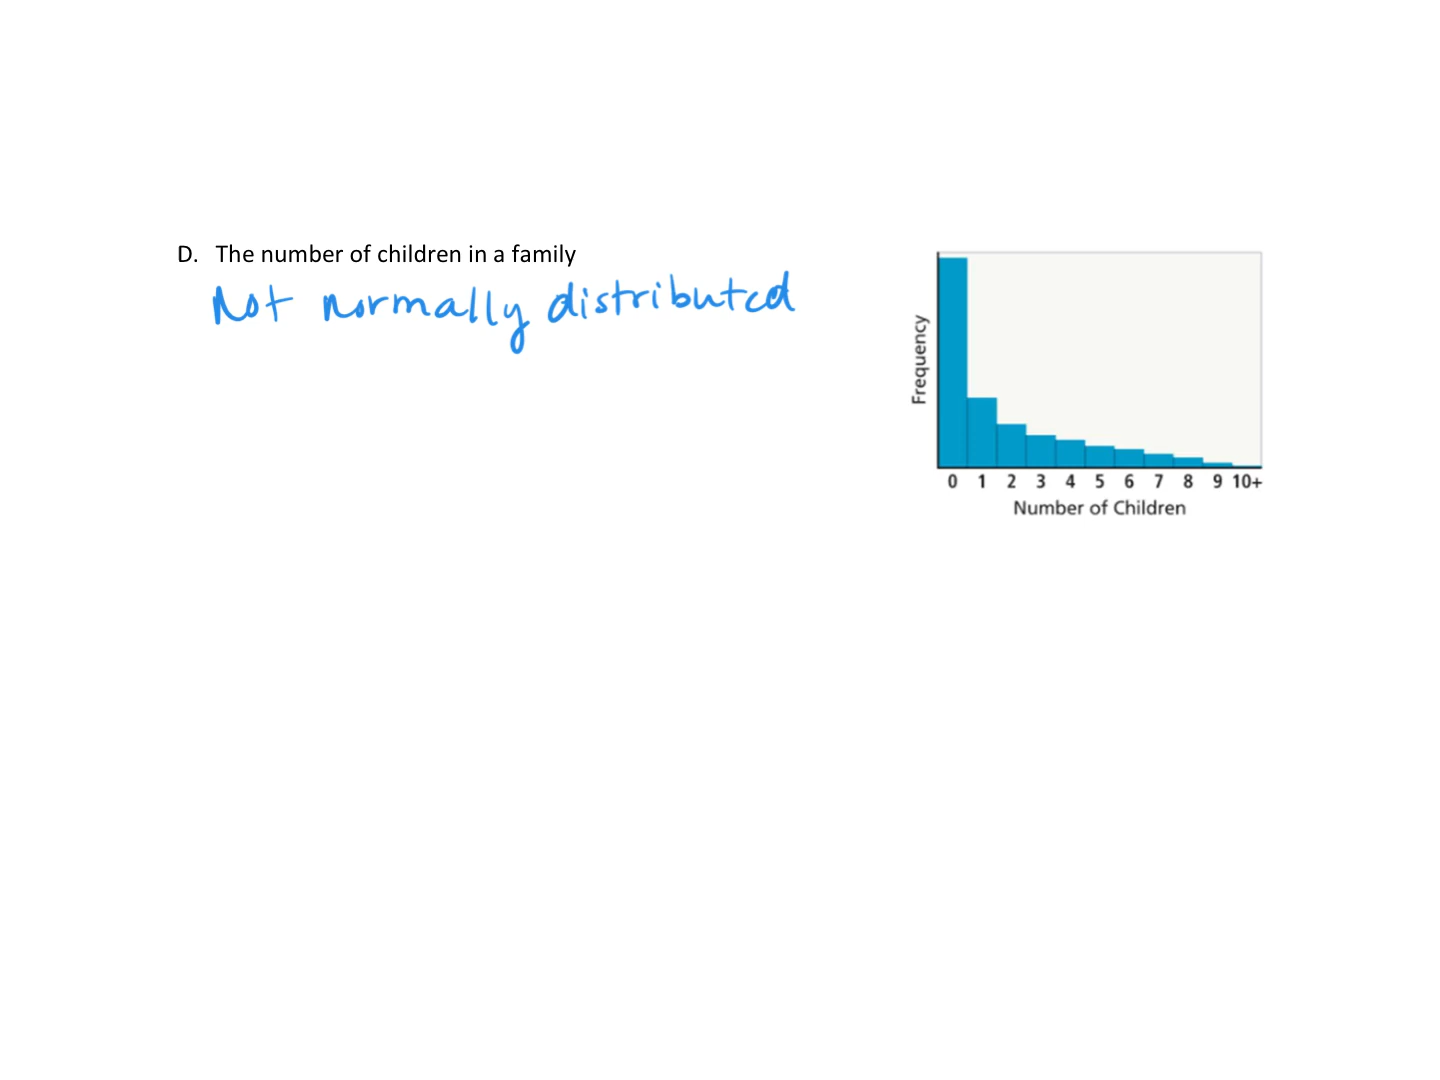 D. The number of children in a family
Not normally distributed
Frequency
0 1 2 3 4 5 6 7 8 9 10+
Number of Children